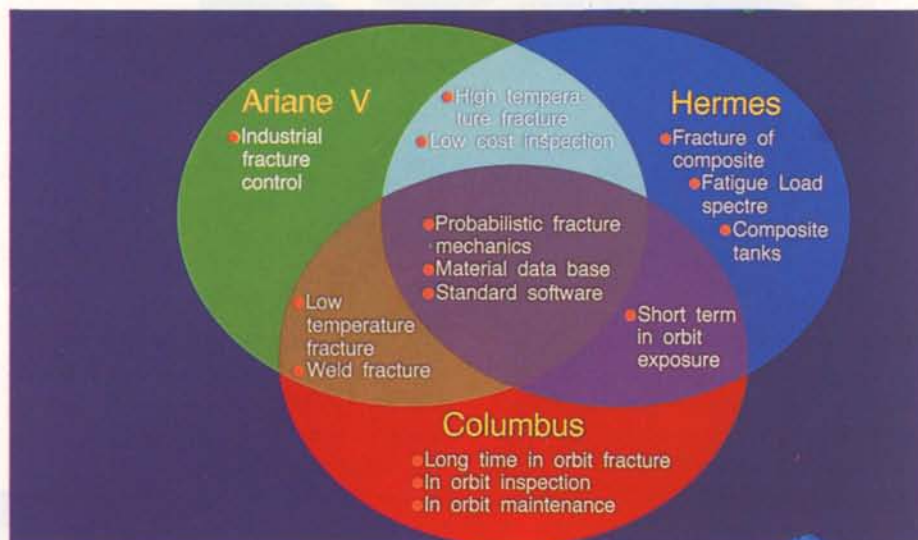 Ariane V
Industrial
fracture
control
High tempera-
ture fracture
Low cost inspection
Hermes
Fracture of
composite
Fatigue Load
spectre
Composite
tanks
Probabilistic fracture
mechanics
Material data base
Standard software
Low
temperature
fracture
Weld fracture
Short term
in orbit
exposure
Columbus
Long time in orbit fracture
In orbit inspection
In orbit maintenance